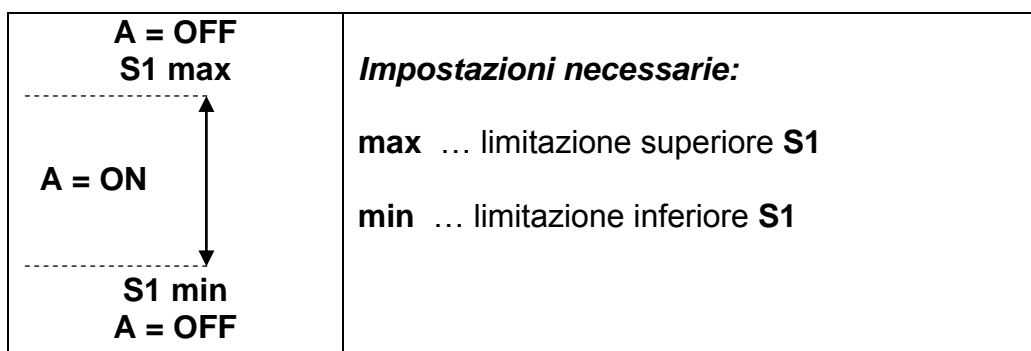 A = OFF
S1 max
A = ON
S1 min
A = OFF
Impostazioni necessarie:
max … limitazione superiore S1
min … limitazione inferiore S1